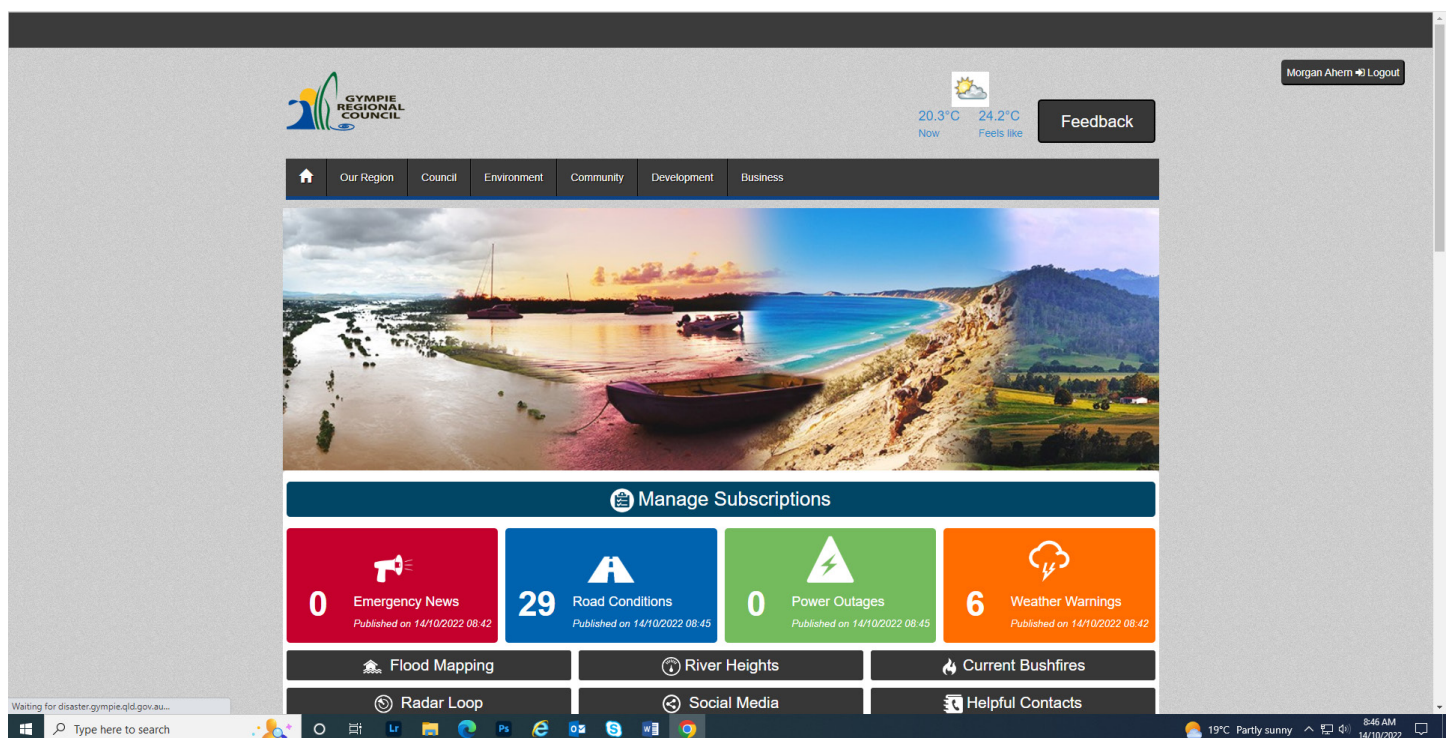 Morgan Ahern Logout
GYMPIE
REGIONAL
COUNCIL
20.3°C 24.2°C
Now Feels like
Feedback
Our Region Council Environment Community Development Business
Manage Subscriptions
0 Emergency News
Published on 14/10/2022 08:42
29 Road Conditions
Published on 14/10/2022 08:45
0 Power Outages
Published on 14/10/2022 08:45
6 Weather Warnings
Published on 14/10/2022 08:42
Flood Mapping River Heights Current Bushfires
Radar Loop Social Media Helpful Contacts
Waiting for disaster.gympie.qld.gov.au...
Type here to search
Lr Ps
19°C Partly sunny
8:46 AM
14/10/2022